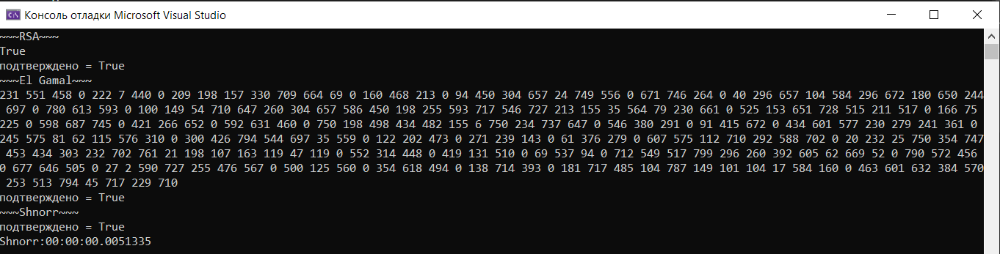 Консоль отладки Microsoft Visual Studio
~~~RSA~~~
True
подтверждено = True
~~~El Gamal~~~
231 551 458 0 222 7 440 0 209 198 157 330 709 664 69 0 160 468 213 0 94 450 304 657 24 749 556 0 671 746 264 0 40 296 657 104 584 296 672 180 650 244
697 0 780 613 593 0 100 149 54 710 647 260 304 657 586 450 198 255 593 717 546 727 213 155 35 564 79 230 661 0 525 153 651 728 515 211 517 0 166 75
225 0 598 687 745 0 421 266 652 0 592 631 460 0 750 198 498 434 482 155 6 750 234 737 647 0 546 380 291 0 91 415 672 0 434 601 577 230 279 241 361 0
245 575 81 62 115 576 310 0 300 426 794 544 697 35 559 0 122 202 473 0 271 239 143 0 61 376 279 0 607 575 112 710 292 588 702 0 20 232 25 750 354 747
453 434 303 232 702 761 21 198 107 163 119 47 119 0 552 314 448 0 419 131 510 0 69 537 94 0 712 549 517 799 296 260 392 605 62 669 52 0 790 572 456
0 677 646 505 0 27 2 590 727 255 476 567 0 500 125 560 0 354 618 494 0 138 714 393 0 181 717 485 104 787 149 101 104 17 584 160 0 463 601 632 384 570
253 513 794 45 717 229 710
подтверждено = True
~~~Shnorr~~~
подтверждено = True
Shnorr:00:00:00.0051335